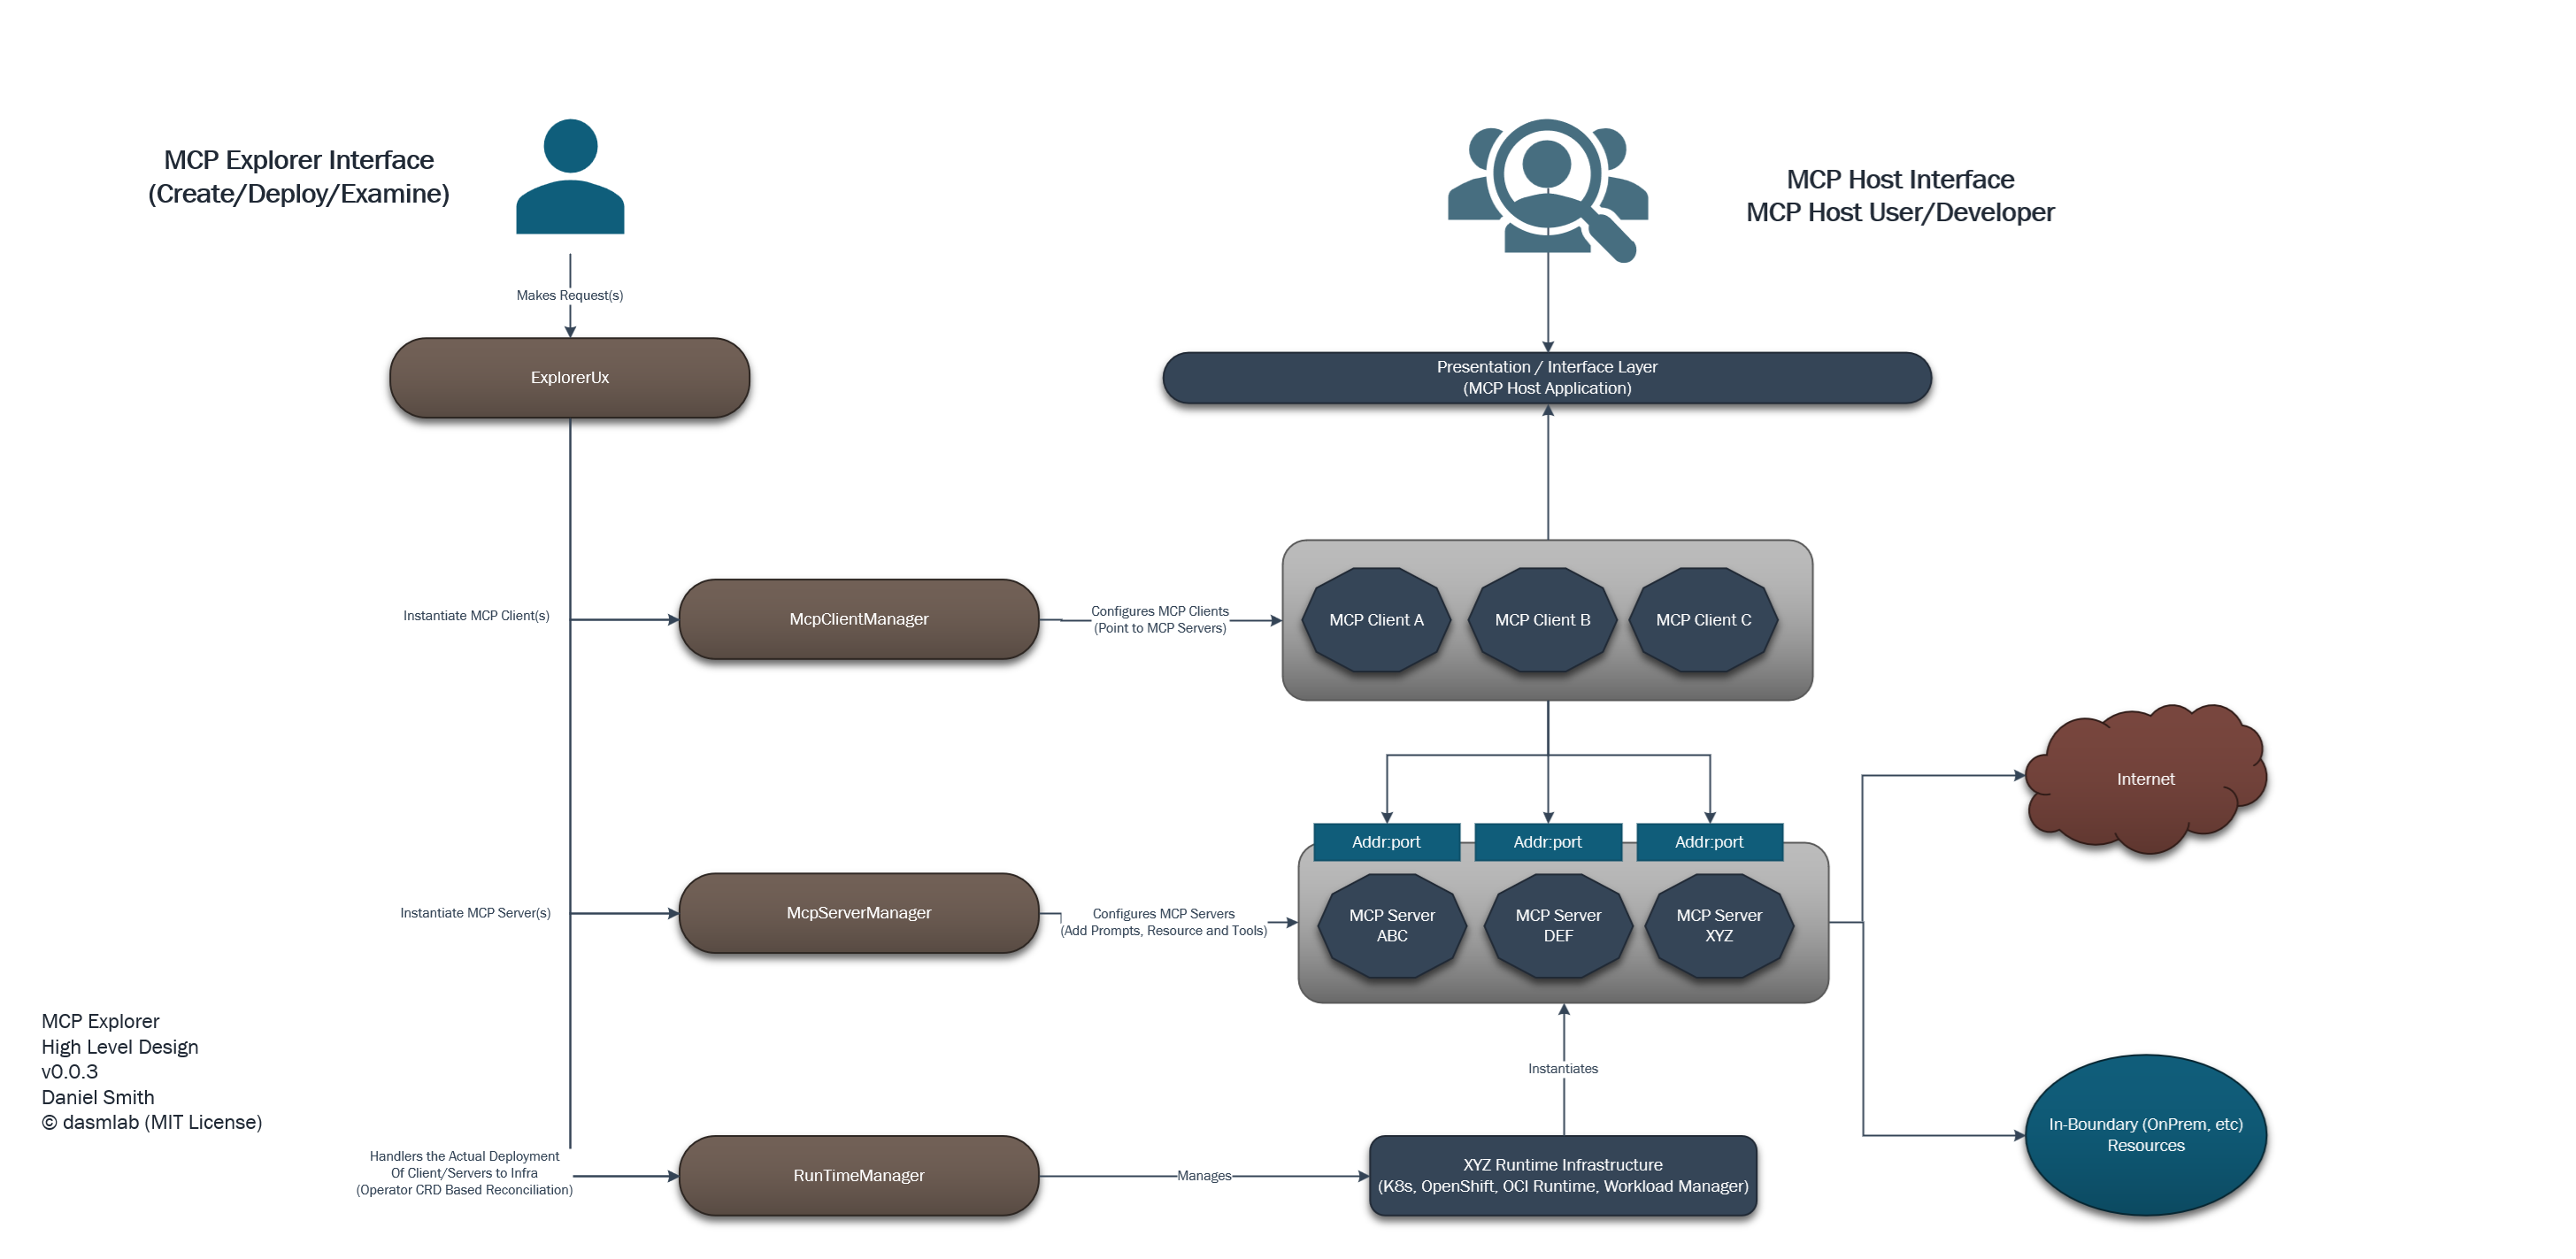 MCP Explorer Interface
(Create/Deploy/Examine)
MCP Host Interface
MCP Host User/Developer
Makes Request(s)
ExplorerUx
Presentation / Interface Layer
(MCP Host Application)
Instantiate MCP Client(s)
McpClientManager
Configures MCP Clients
(Point to MCP Servers)
MCP Client A
MCP Client B
MCP Client C
Internet
Addr:port
Addr:port
Addr:port
Instantiate MCP Server(s)
McpServerManager
Configures MCP Servers
(Add Prompts, Resource and Tools)
MCP Server
ABC
MCP Server
DEF
MCP Server
XYZ
MCP Explorer
High Level Design
v0.0.3
Daniel Smith
© dasmlab (MIT License)
Instantiates
In-Boundary (OnPrem, etc)
Resources
Handlers the Actual Deployment
Of Client/Servers to Infra
(Operator CRD Based Reconciliation)
RunTimeManager
Manages
XYZ Runtime Infrastructure
(K8s, OpenShift, OCI Runtime, Workload Manager)